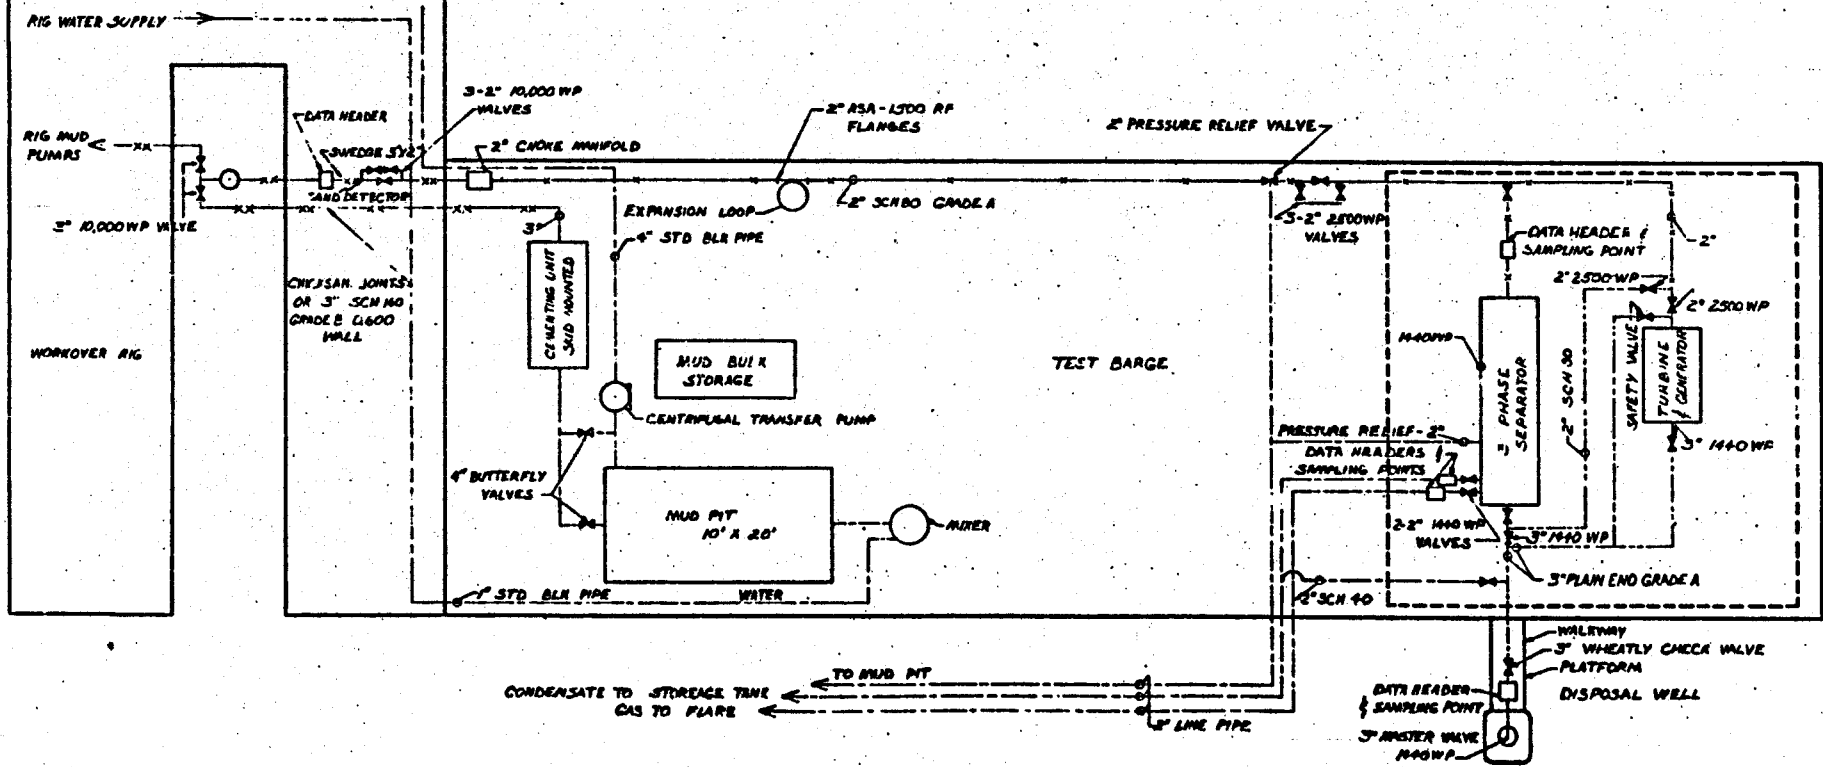 RIG WATER SUPPLY
3-2" 10,000 WP
VALVES
DATA HEADER
2" ASA-1500 RF
FLANGES
2" PRESSURE RELIEF VALVE
RIG MUD
PUMPS
2" CHOKE MANIFOLD
3" 10,000 WP VALVE
EXPANSION LOOP
2" SCH 80 GRADE A
3"
4" STD BLK PIPE
3-2" 2500 WP
VALVES
DATA HEADER &
SAMPLING POINT
2"
OR 3" SCH 160
WALL
CEMENTING UNIT
SKID MOUNTED
2" 2500 WP
2" 2500 WP
WORKOVER RIG
MUD BULK
STORAGE
TEST BARGE
1440 WP
PHASE
SEPARATOR
2" SCH 80
SAFETY VALVE
TURBINE
& GENERATOR
CENTRIFUGAL TRANSFER PUMP
PRESSURE RELIEF-2"
3" 1440 WP
DATA HEADERS &
SAMPLING POINTS
4" BUTTERFLY
VALVES
MUD PIT
10' X 20'
MIXER
2-2" 1440 WP
VALVES
3" 1440 WP
3" PLAIN END GRADE A
1" STD BLK PIPE
WATER
2" SCH 40
WALKWAY
3" WHEATLY CHECK VALVE
PLATFORM
TO MUD PIT
CONDENSATE TO STOREAGE TANK
GAS TO FLARE
2" LINE PIPE
DATA HEADER
& SAMPLING POINT
DISPOSAL WELL
3" MASTER VALVE
1440 WP